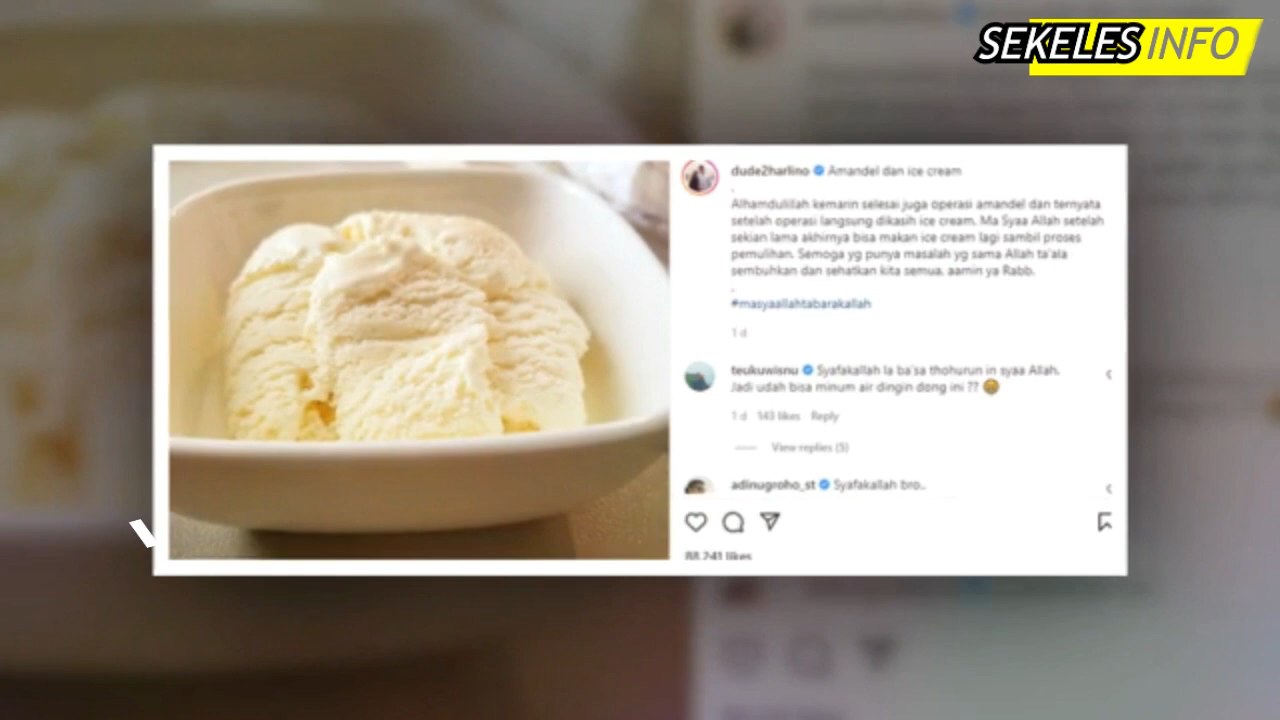 SEKELES INFO
dude2harlino Amandel dan ice cream
.
Alhamdulillah kemarin selesai juga operasi amandel dan ternyata
setelah operasi langsung dikasih ice cream. Ma Syaa Allah setelah
sekian lama akhirnya bisa makan ice cream lagi sambil proses
pemulihan. Semoga yg punya masalah yg sama Allah ta'ala
sembuhkan dan sehatkan kita semua. aamin ya Rabb.
.
#masyaallahtabarakallah
1 d
teukuwisnu Syafakallah la ba'sa thohurun in syaa Allah.
Jadi udah bisa minum air dingin dong ini ??
1 d 143 likes Reply
View replies (5)
adinugroho_st Syafakallah bro..
88.241 likes